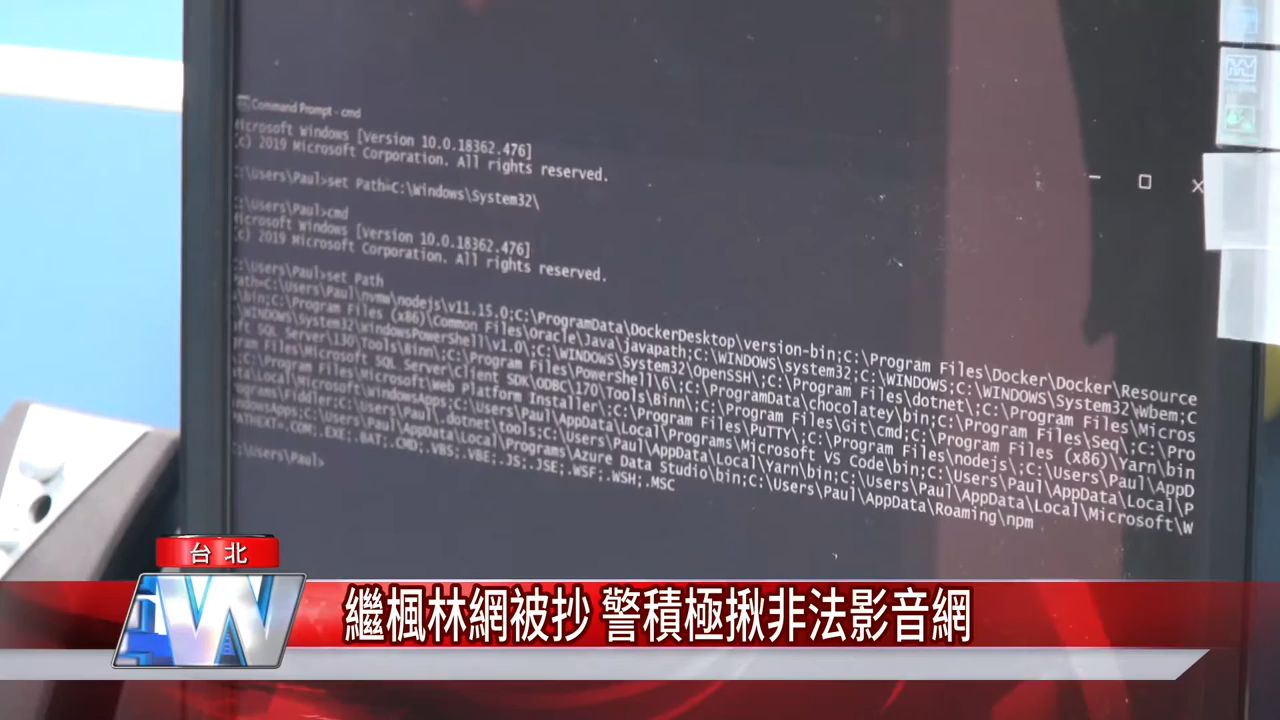 Command Prompt - cmd
Microsoft Windows [Version 10.0.18362.476]
(c) 2019 Microsoft Corporation. All rights reserved.
:\Users\Paul>set Path=C:\Windows\System32\
:\Users\Paul>cmd
Microsoft Windows [Version 10.0.18362.476]
(c) 2019 Microsoft Corporation. All rights reserved.
:\Users\Paul>set Path
Path=C:\Users\Paul\nvmw\nodejs\v11.15.0;C:\ProgramData\DockerDesktop\version-bin;C:\Program Files\Docker\Docker\Resource
\bin;C:\Program Files (x86)\Common Files\Oracle\Java\javapath;C:\WINDOWS\system32;C:\WINDOWS;C:\WINDOWS\System32\Wbem;C
\WINDOWS\System32\WindowsPowerShell\v1.0\;C:\WINDOWS\System32\OpenSSH\;C:\Program Files\dotnet\;C:\Program Files\Micros
ft SQL Server\130\Tools\Binn\;C:\Program Files\PowerShell\6\;C:\ProgramData\chocolatey\bin;C:\Program Files\Seq\;C:\Pro
ram Files\Microsoft SQL Server\Client SDK\ODBC\170\Tools\Binn\;C:\Program Files\Git\cmd;C:\Program Files (x86)\Yarn\bin
;C:\Program Files\Microsoft\Web Platform Installer\;C:\Program Files\PuTTY\;C:\Program Files\nodejs\;C:\Users\Paul\AppD
ta\Local\Microsoft\WindowsApps;C:\Users\Paul\AppData\Local\Programs\Microsoft VS Code\bin;C:\Users\Paul\AppData\Local\P
ograms\Fiddler;C:\Users\Paul\.dotnet\tools;C:\Users\Paul\AppData\Local\Yarn\bin;C:\Users\Paul\AppData\Local\Microsoft\W
ndowsApps;C:\Users\Paul\AppData\Local\Programs\Azure Data Studio\bin;C:\Users\Paul\AppData\Roaming\npm
PATHEXT=.COM;.EXE;.BAT;.CMD;.VBS;.VBE;.JS;.JSE;.WSF;.WSH;.MSC
:\Users\Paul>
台北
W
繼楓林網被抄 警積極揪非法影音網